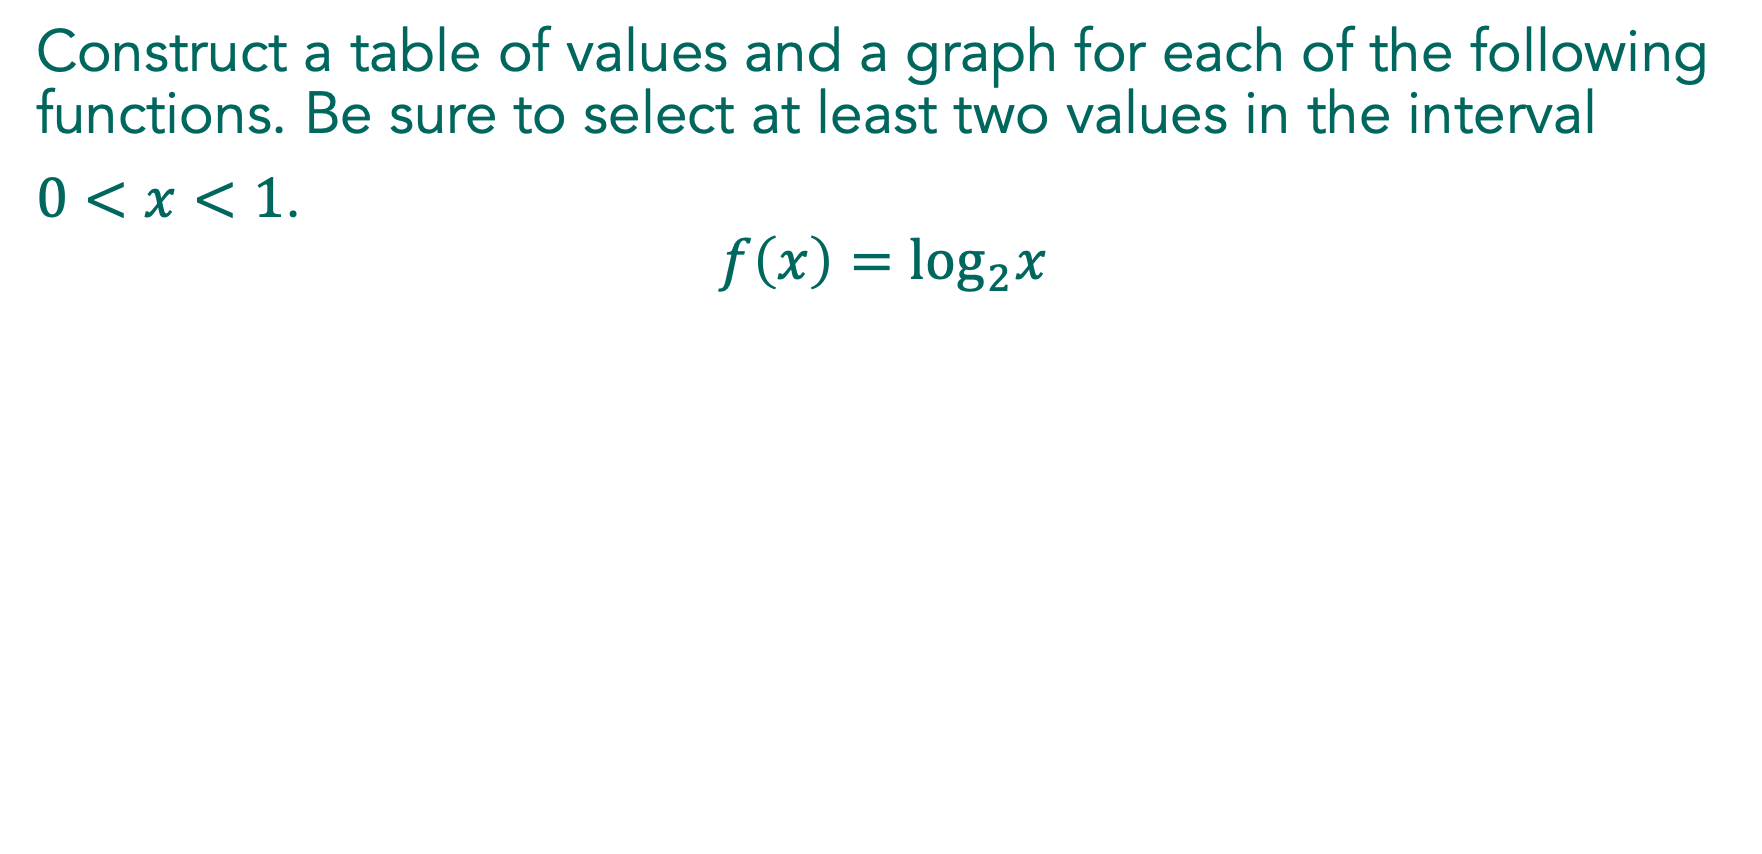 Construct a table of values and a graph for each of the following
functions. Be sure to select at least two values in the interval
0 < x < 1.
f(x) = log₂x